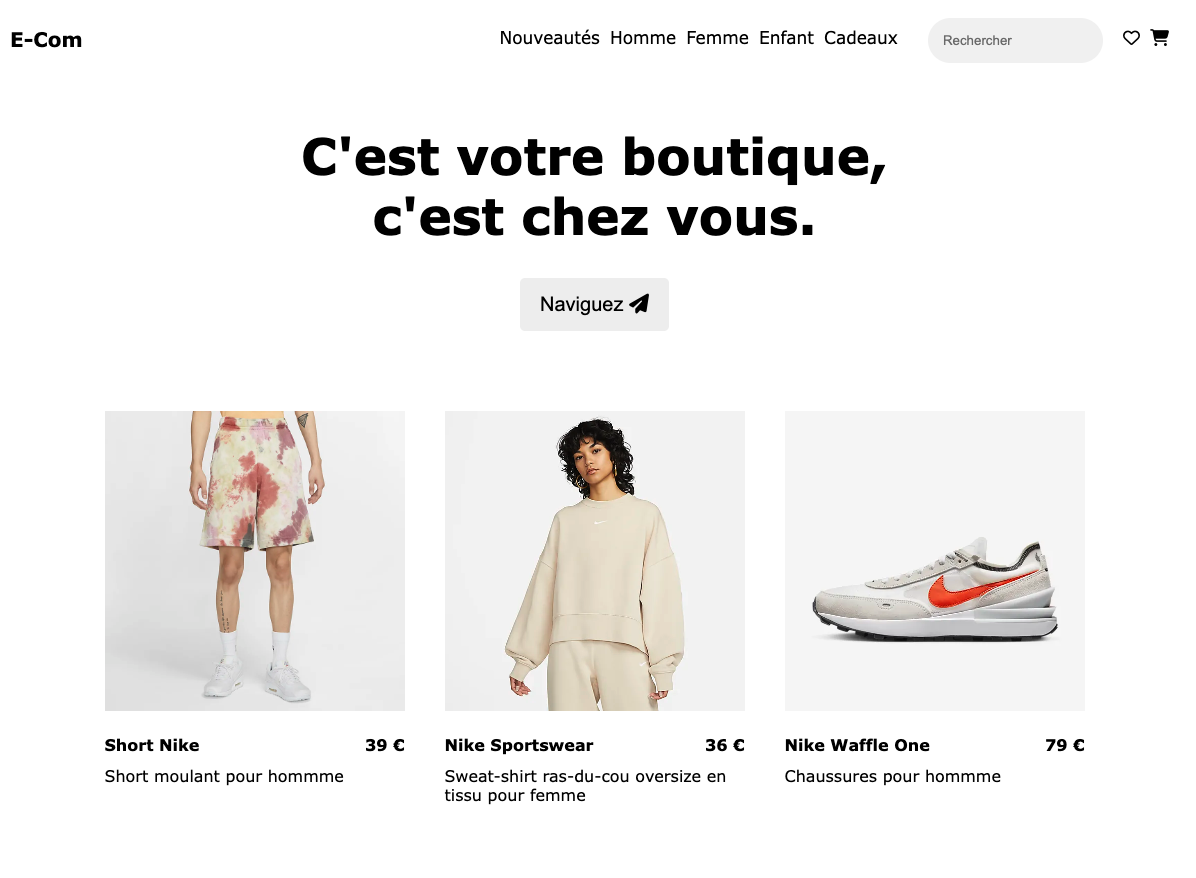 E-Com
Nouveautés Homme Femme Enfant Cadeaux
Rechercher
C'est votre boutique,
c'est chez vous.
Naviguez
Short Nike 39 €
Short moulant pour hommme
Nike Sportswear 36 €
Sweat-shirt ras-du-cou oversize en
tissu pour femme
Nike Waffle One 79 €
Chaussures pour hommme